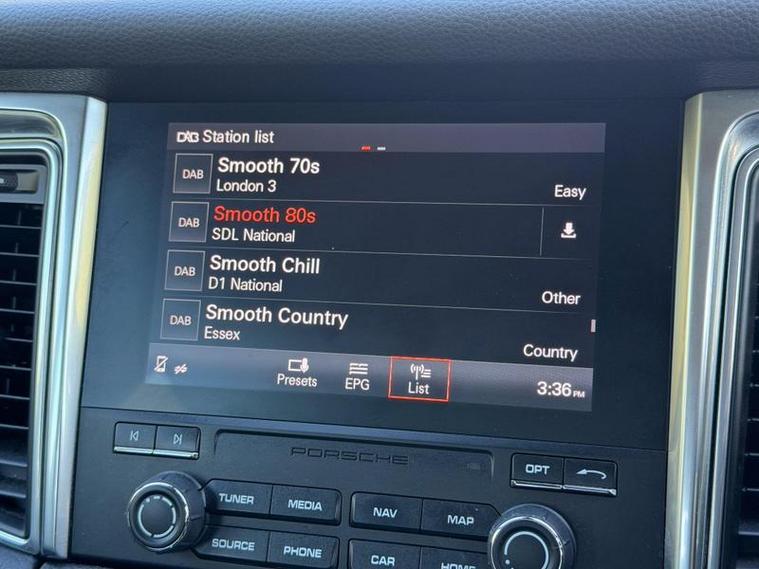 DAB Station list
DAB Smooth 70s
London 3
Easy
DAB Smooth 80s
SDL National
DAB Smooth Chill
D1 National
Other
DAB Smooth Country
Essex
Country
Presets EPG List 3:36 PM
PORSCHE
OPT
TUNER MEDIA NAV MAP
SOURCE PHONE CAR HOME